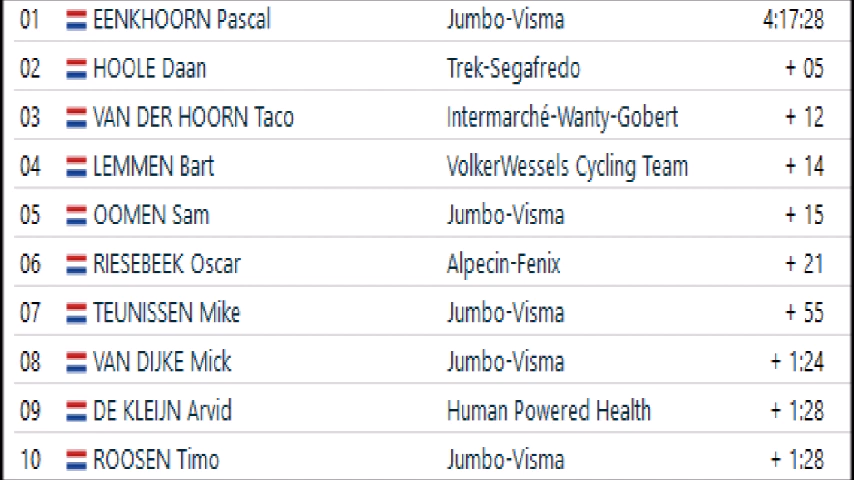 01 EENKHOORN Pascal Jumbo-Visma 4:17:28
02 HOOLE Daan Trek-Segafredo + 05
03 VAN DER HOORN Taco Intermarché-Wanty-Gobert + 12
04 LEMMEN Bart VolkerWessels Cycling Team + 14
05 OOMEN Sam Jumbo-Visma + 15
06 RIESEBEEK Oscar Alpecin-Fenix + 21
07 TEUNISSEN Mike Jumbo-Visma + 55
08 VAN DIJKE Mick Jumbo-Visma + 1:24
09 DE KLEIJN Arvid Human Powered Health + 1:28
10 ROOSEN Timo Jumbo-Visma + 1:28